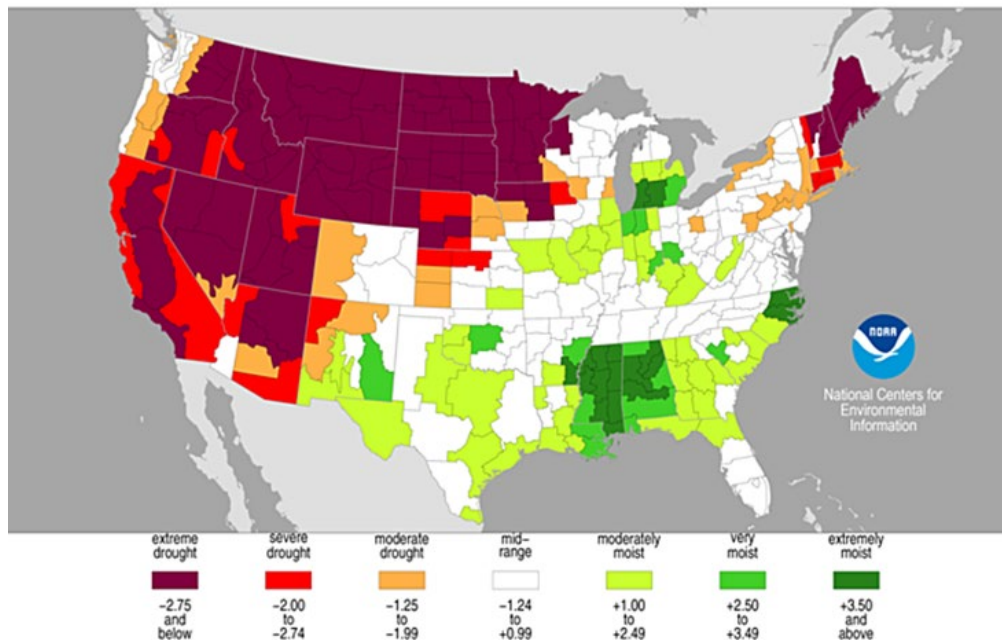 NOAA
National Centers for
Environmental
Information
extreme drought
severe drought
moderate drought
mid-range
moderately moist
very moist
extremely moist
−2.75 and below
−2.00 to −2.74
−1.25 to −1.99
−1.24 to +0.99
+1.00 to +2.49
+2.50 to +3.49
+3.50 and above